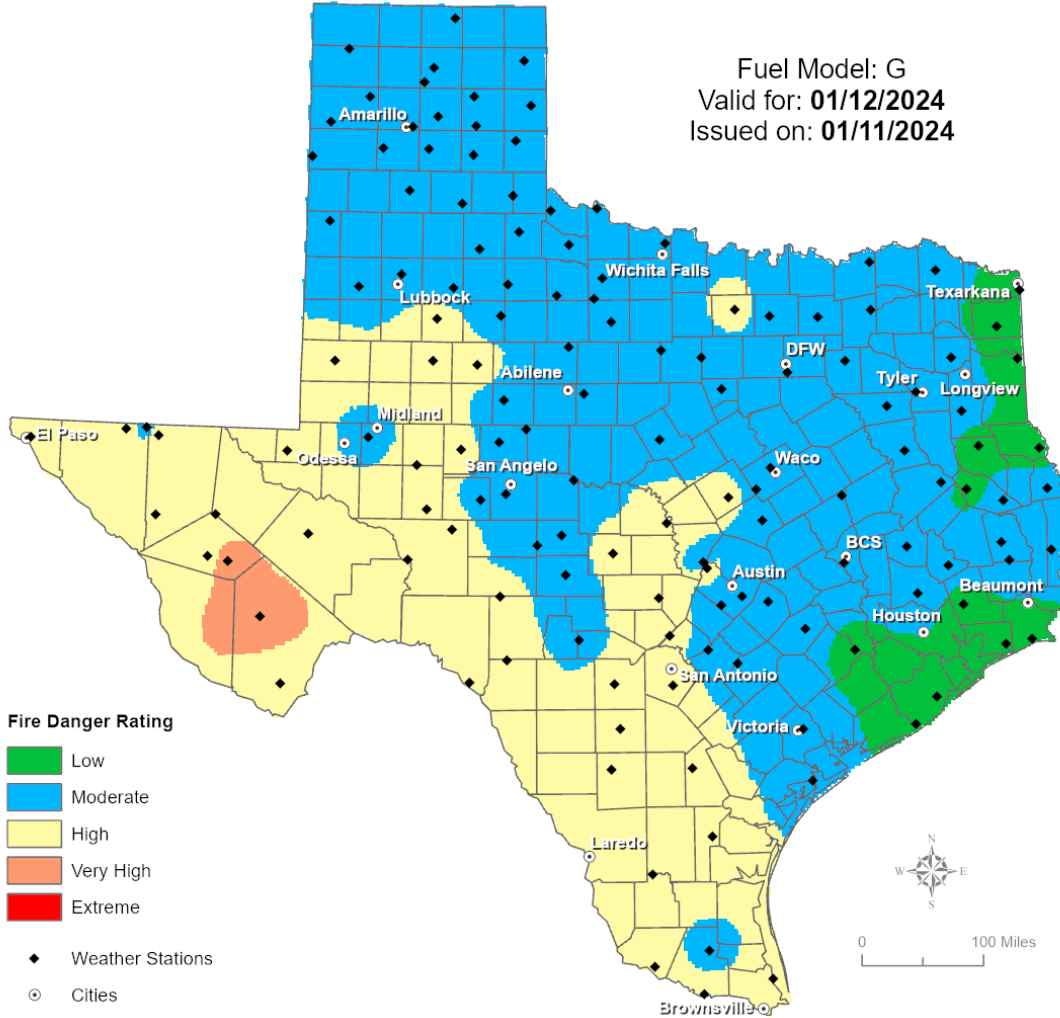 Fuel Model: G
Valid for: 01/12/2024
Issued on: 01/11/2024
Amarillo
Wichita Falls
Lubbock
Texarkana
DFW
Abilene
Tyler
Longview
Midland
El Paso
Odessa
San Angelo
Waco
BCS
Austin
Beaumont
Houston
San Antonio
Victoria
Laredo
Brownsville
Fire Danger Rating
Low
Moderate
High
Very High
Extreme
Weather Stations
Cities
N
W E
S
0 100 Miles